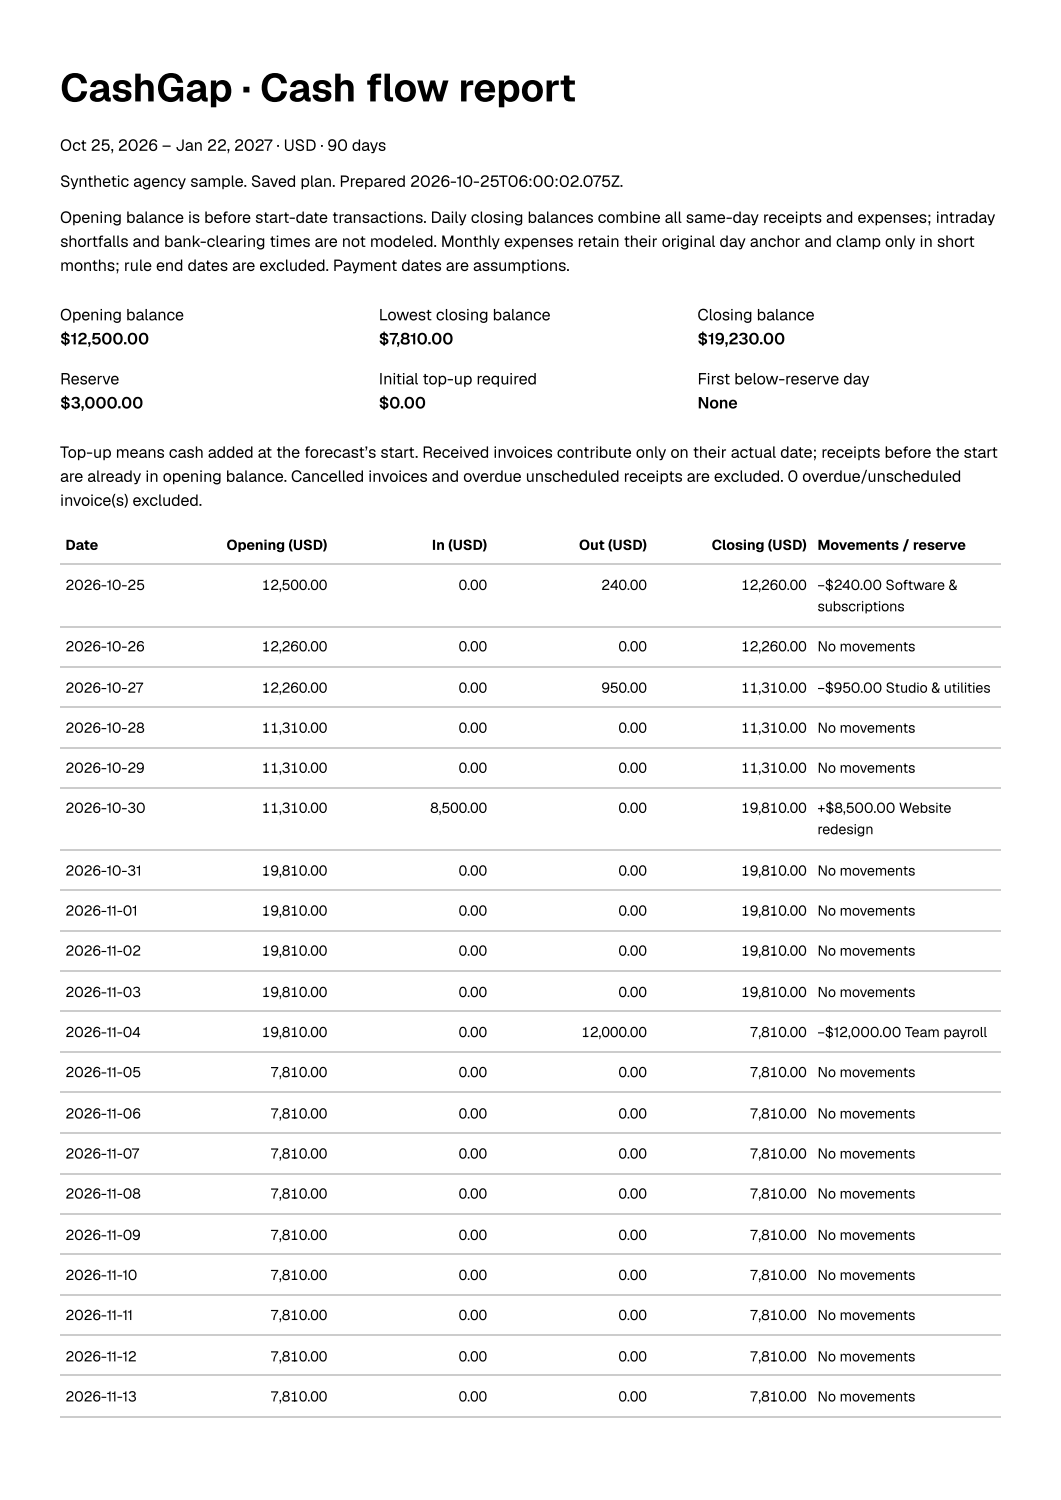 CashGap · Cash flow report
Oct 25, 2026 – Jan 22, 2027 · USD · 90 days
Synthetic agency sample. Saved plan. Prepared 2026-10-25T06:00:02.075Z.
Opening balance is before start-date transactions. Daily closing balances combine all same-day receipts and expenses; intraday
shortfalls and bank-clearing times are not modeled. Monthly expenses retain their original day anchor and clamp only in short
months; rule end dates are excluded. Payment dates are assumptions.
Opening balance Lowest closing balance Closing balance
$12,500.00 $7,810.00 $19,230.00
Reserve Initial top-up required First below-reserve day
$3,000.00 $0.00 None
Top-up means cash added at the forecast’s start. Received invoices contribute only on their actual date; receipts before the start
are already in opening balance. Cancelled invoices and overdue unscheduled receipts are excluded. 0 overdue/unscheduled
invoice(s) excluded.
Date Opening (USD) In (USD) Out (USD) Closing (USD) Movements / reserve
2026-10-25 12,500.00 0.00 240.00 12,260.00 –$240.00 Software &
subscriptions
2026-10-26 12,260.00 0.00 0.00 12,260.00 No movements
2026-10-27 12,260.00 0.00 950.00 11,310.00 –$950.00 Studio & utilities
2026-10-28 11,310.00 0.00 0.00 11,310.00 No movements
2026-10-29 11,310.00 0.00 0.00 11,310.00 No movements
2026-10-30 11,310.00 8,500.00 0.00 19,810.00 +$8,500.00 Website
redesign
2026-10-31 19,810.00 0.00 0.00 19,810.00 No movements
2026-11-01 19,810.00 0.00 0.00 19,810.00 No movements
2026-11-02 19,810.00 0.00 0.00 19,810.00 No movements
2026-11-03 19,810.00 0.00 0.00 19,810.00 No movements
2026-11-04 19,810.00 0.00 12,000.00 7,810.00 –$12,000.00 Team payroll
2026-11-05 7,810.00 0.00 0.00 7,810.00 No movements
2026-11-06 7,810.00 0.00 0.00 7,810.00 No movements
2026-11-07 7,810.00 0.00 0.00 7,810.00 No movements
2026-11-08 7,810.00 0.00 0.00 7,810.00 No movements
2026-11-09 7,810.00 0.00 0.00 7,810.00 No movements
2026-11-10 7,810.00 0.00 0.00 7,810.00 No movements
2026-11-11 7,810.00 0.00 0.00 7,810.00 No movements
2026-11-12 7,810.00 0.00 0.00 7,810.00 No movements
2026-11-13 7,810.00 0.00 0.00 7,810.00 No movements